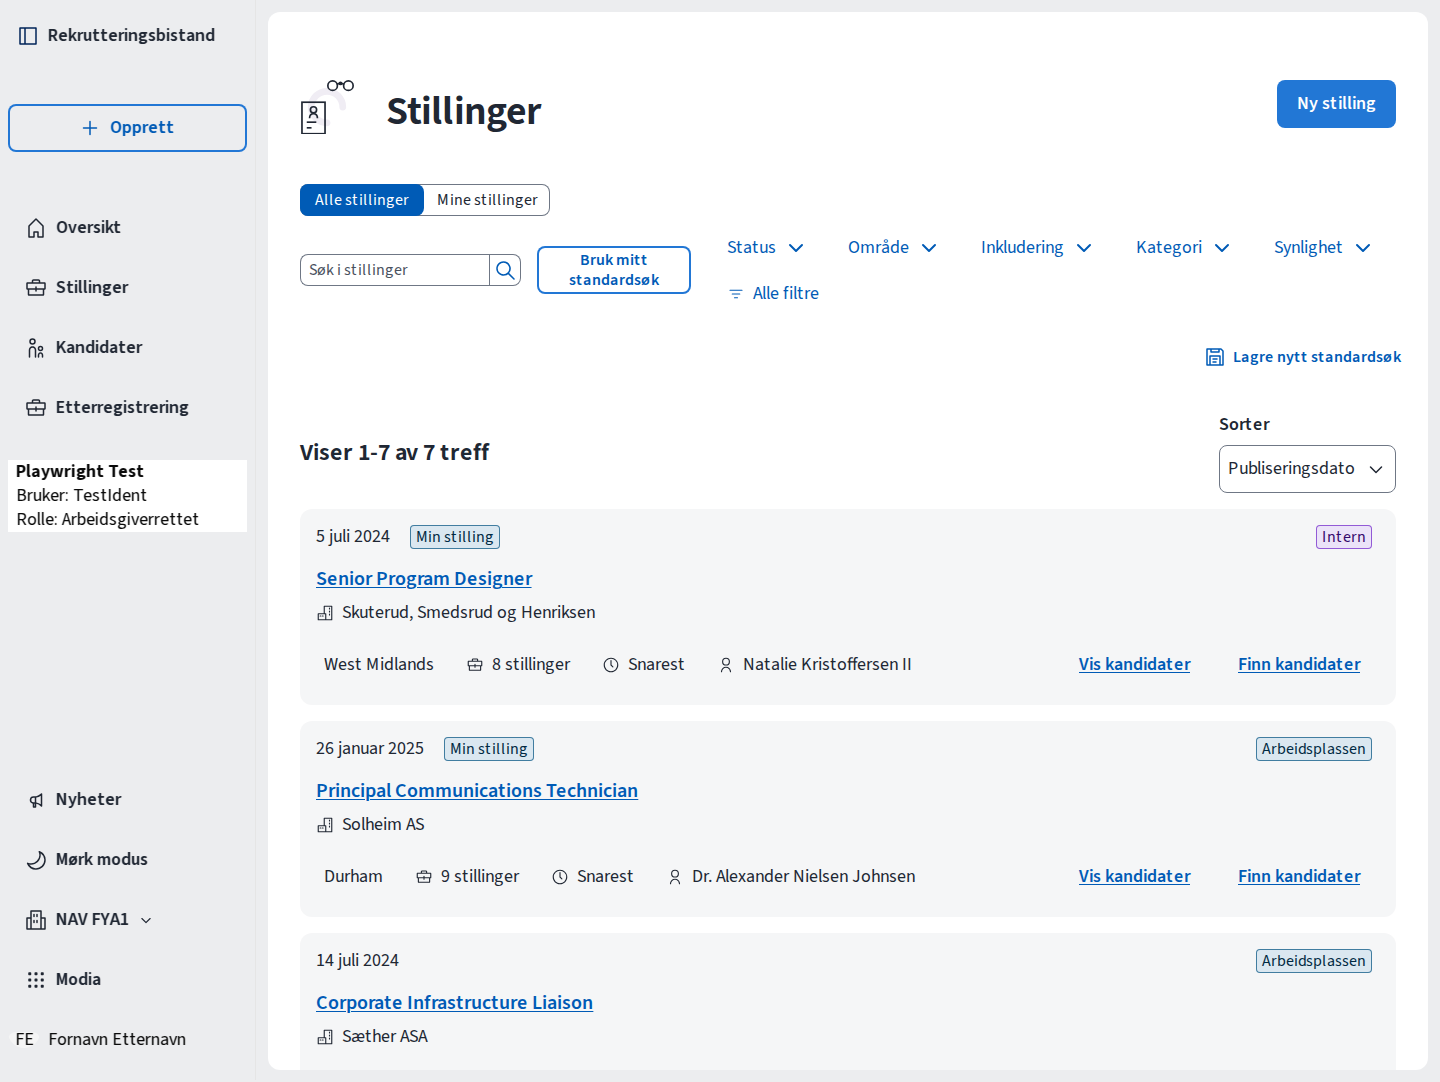 Rekrutteringsbistand
Opprett
Oversikt
Stillinger
Kandidater
Etterregistrering
Playwright Test
Bruker: TestIdent
Rolle: Arbeidsgiverrettet
Nyheter
Mørk modus
NAV FYA1
Modia
FE Fornavn Etternavn
Stillinger
Ny stilling
Alle stillinger Mine stillinger
Søk i stillinger
Bruk mitt
standardsøk
Status Område Inkludering Kategori Synlighet
Alle filtre
Lagre nytt standardsøk
Viser 1-7 av 7 treff
Sorter
Publiseringsdato
5 juli 2024 Min stilling Intern
Senior Program Designer
Skuterud, Smedsrud og Henriksen
West Midlands 8 stillinger Snarest Natalie Kristoffersen II Vis kandidater Finn kandidater
26 januar 2025 Min stilling Arbeidsplassen
Principal Communications Technician
Solheim AS
Durham 9 stillinger Snarest Dr. Alexander Nielsen Johnsen Vis kandidater Finn kandidater
14 juli 2024 Arbeidsplassen
Corporate Infrastructure Liaison
Sæther ASA